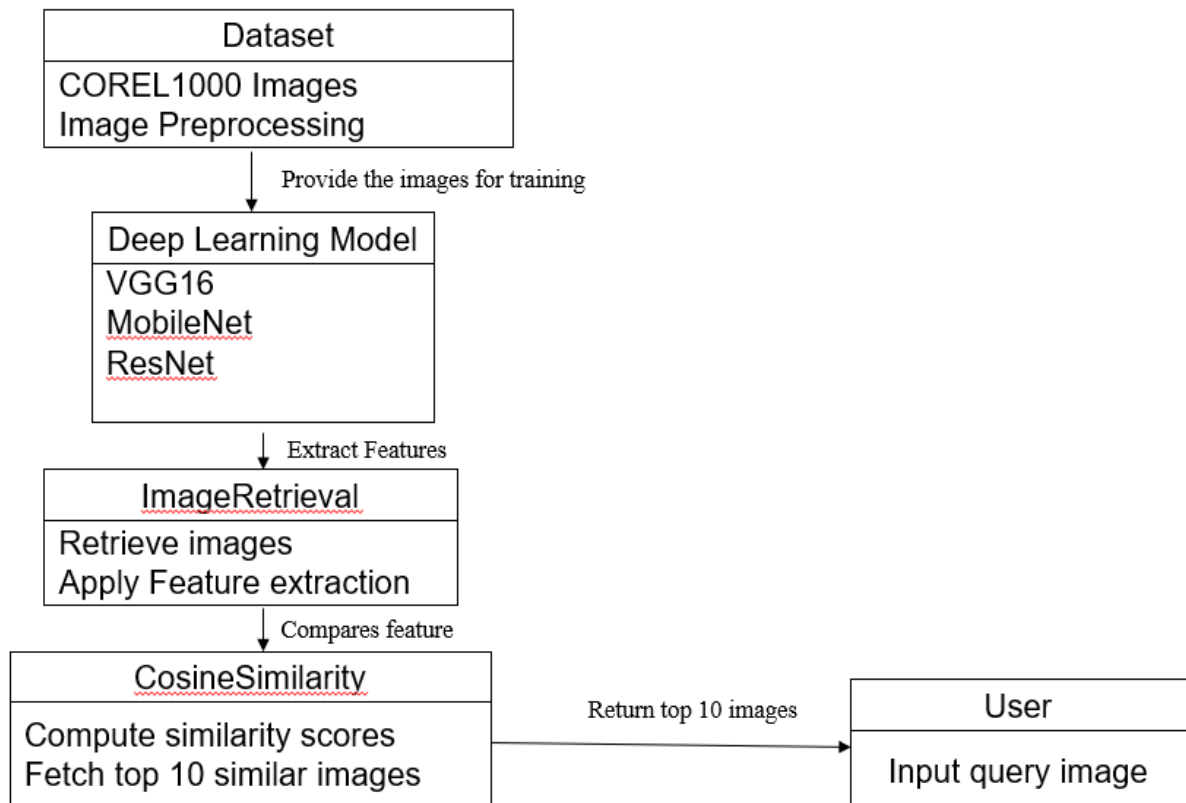 Dataset
COREL1000 Images
Image Preprocessing
Provide the images for training
Deep Learning Model
VGG16
MobileNet
ResNet
Extract Features
ImageRetrieval
Retrieve images
Apply Feature extraction
Compares feature
CosineSimilarity
Compute similarity scores
Fetch top 10 similar images
Return top 10 images
User
Input query image